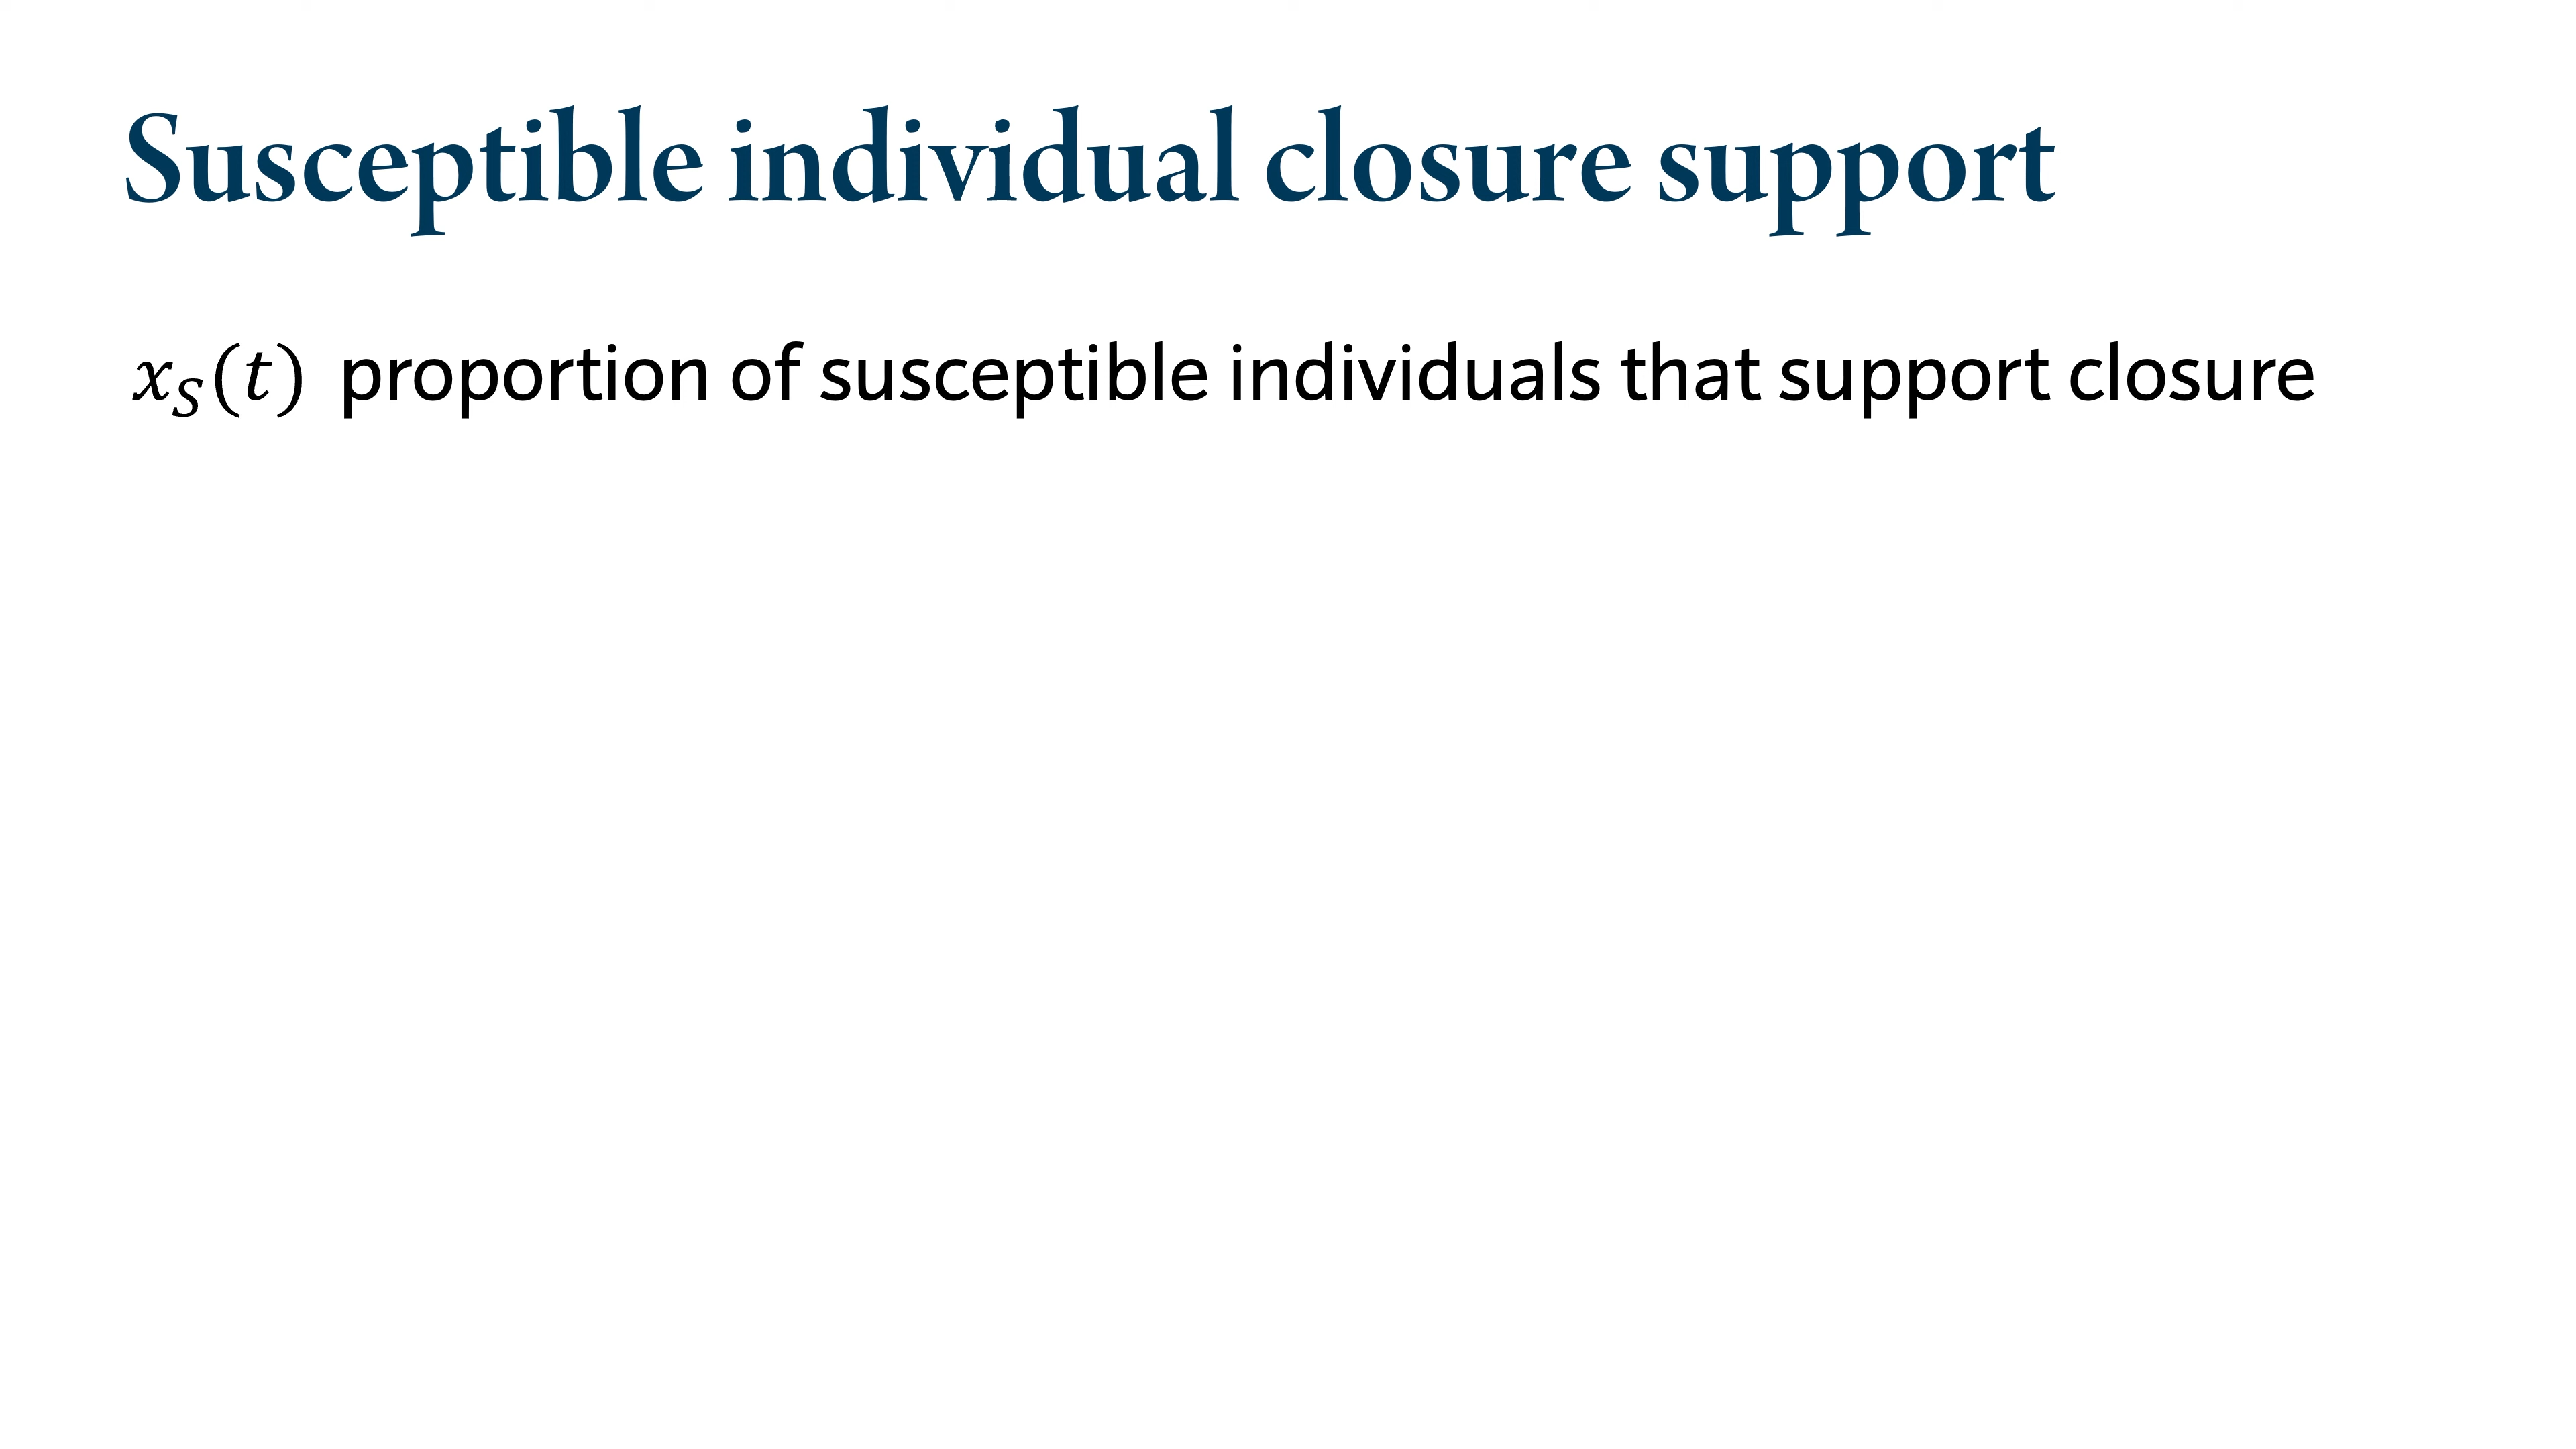 Susceptible individual closure support
x_S(t) proportion of susceptible individuals that support closure